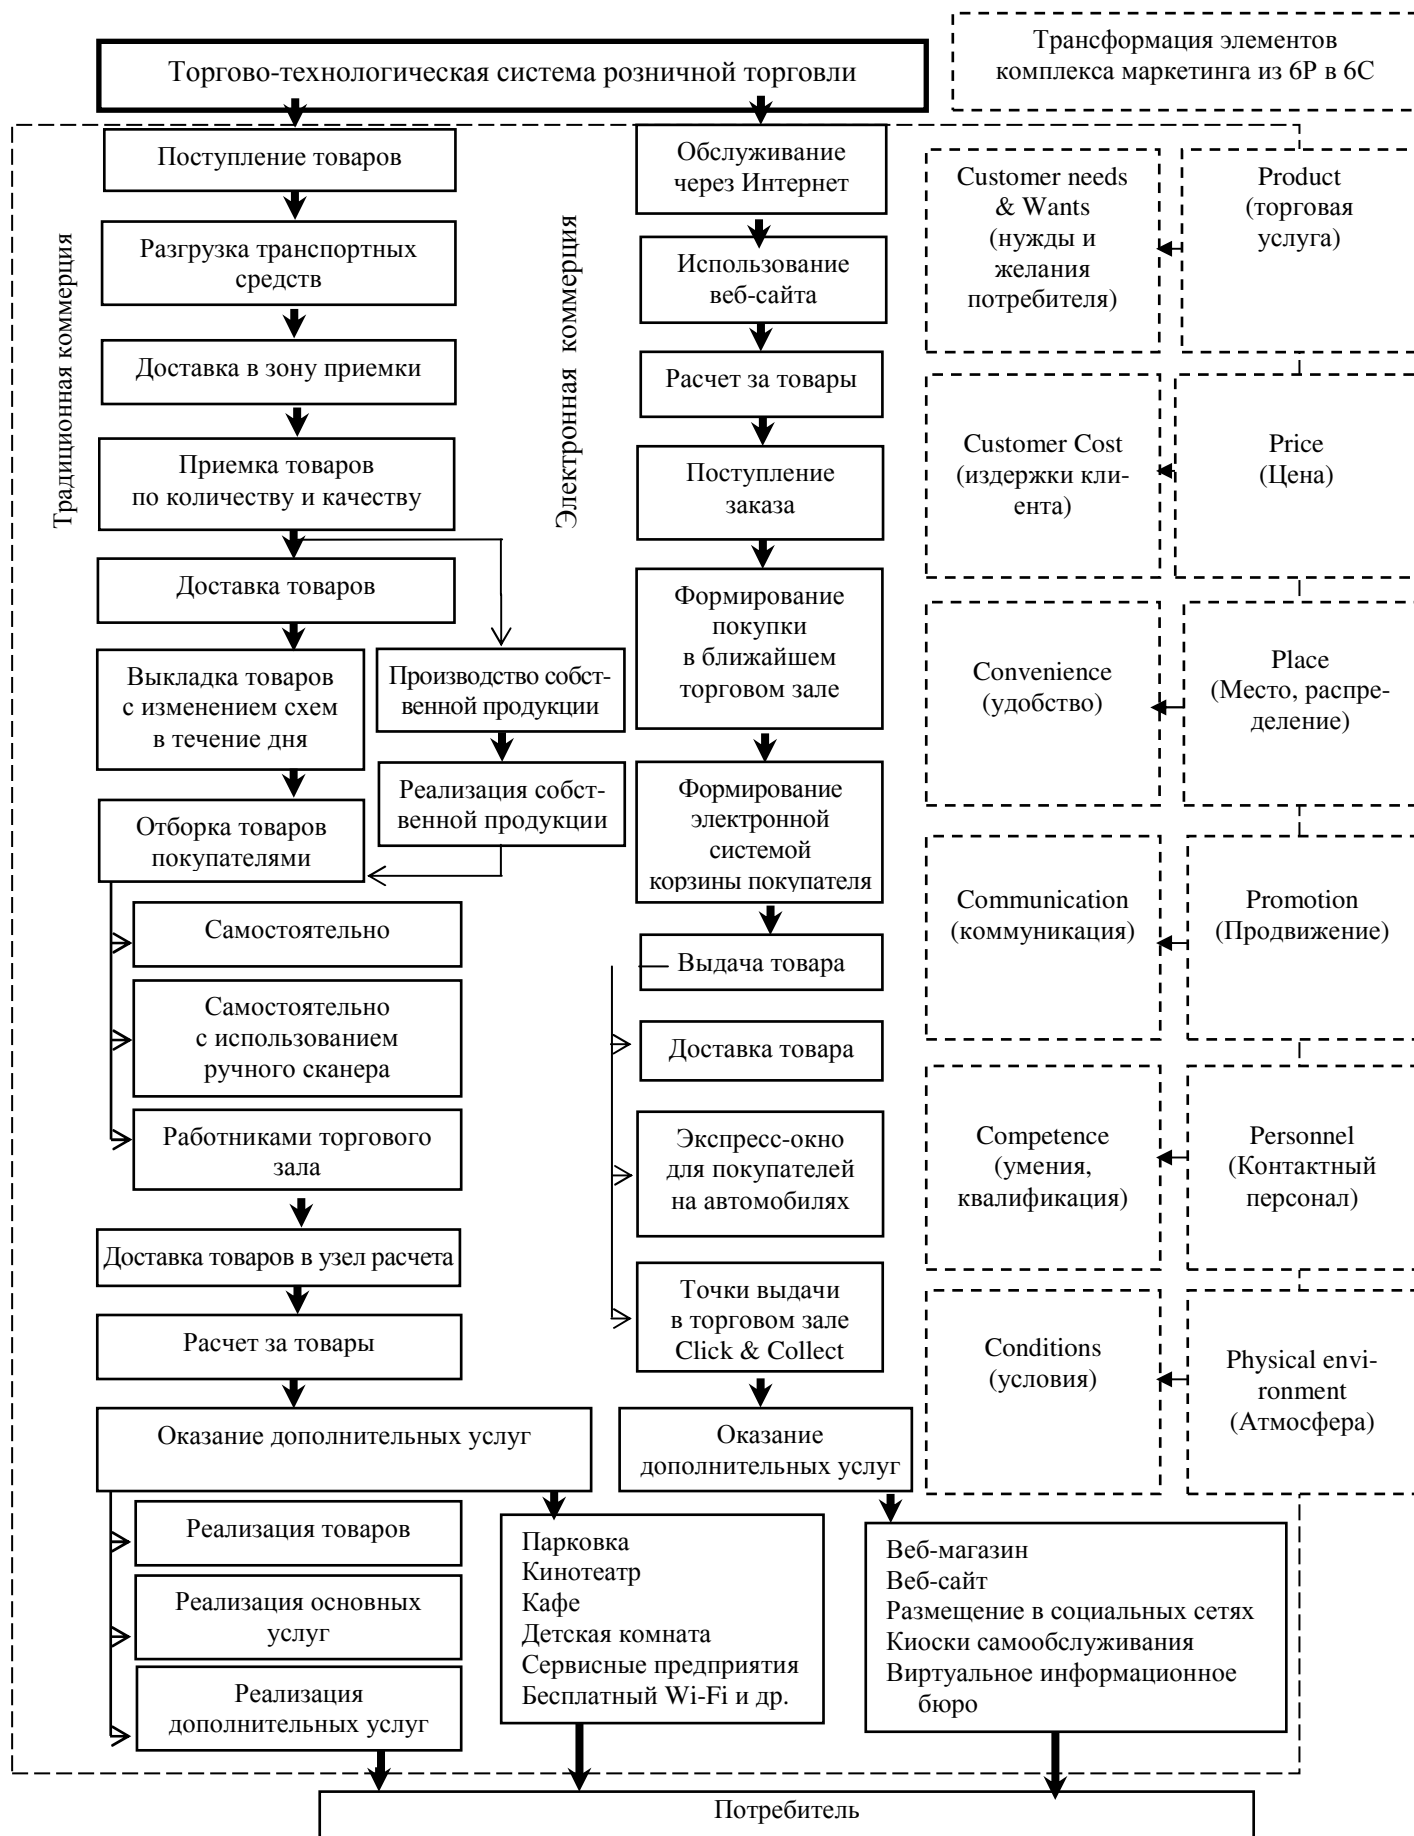 Трансформация элементов
комплекса маркетинга из 6P в 6C
Торгово-технологическая система розничной торговли
Традиционная коммерция
Поступление товаров
Разгрузка транспортных
средств
Доставка в зону приемки
Приемка товаров
по количеству и качеству
Доставка товаров
Выкладка товаров
с изменением схем
в течение дня
Производство собст-
венной продукции
Реализация собст-
венной продукции
Отборка товаров
покупателями
Самостоятельно
Самостоятельно
с использованием
ручного сканера
Работниками торгового
зала
Доставка товаров в узел расчета
Расчет за товары
Оказание дополнительных услуг
Реализация товаров
Реализация основных
услуг
Реализация
дополнительных услуг
Парковка
Кинотеатр
Кафе
Детская комната
Сервисные предприятия
Бесплатный Wi-Fi и др.
Электронная коммерция
Обслуживание
через Интернет
Использование
веб-сайта
Расчет за товары
Поступление
заказа
Формирование
покупки
в ближайшем
торговом зале
Формирование
электронной
системой
корзины покупателя
Выдача товара
Доставка товара
Экспресс-окно
для покупателей
на автомобилях
Точки выдачи
в торговом зале
Click & Collect
Оказание
дополнительных услуг
Веб-магазин
Веб-сайт
Размещение в социальных сетях
Киоски самообслуживания
Виртуальное информационное
бюро
Customer needs
& Wants
(нужды и
желания
потребителя)
Product
(торговая
услуга)
Customer Cost
(издержки кли-
ента)
Price
(Цена)
Convenience
(удобство)
Place
(Место, распре-
деление)
Communication
(коммуникация)
Promotion
(Продвижение)
Competence
(умения,
квалификация)
Personnel
(Контактный
персонал)
Conditions
(условия)
Physical envi-
ronment
(Атмосфера)
Потребитель